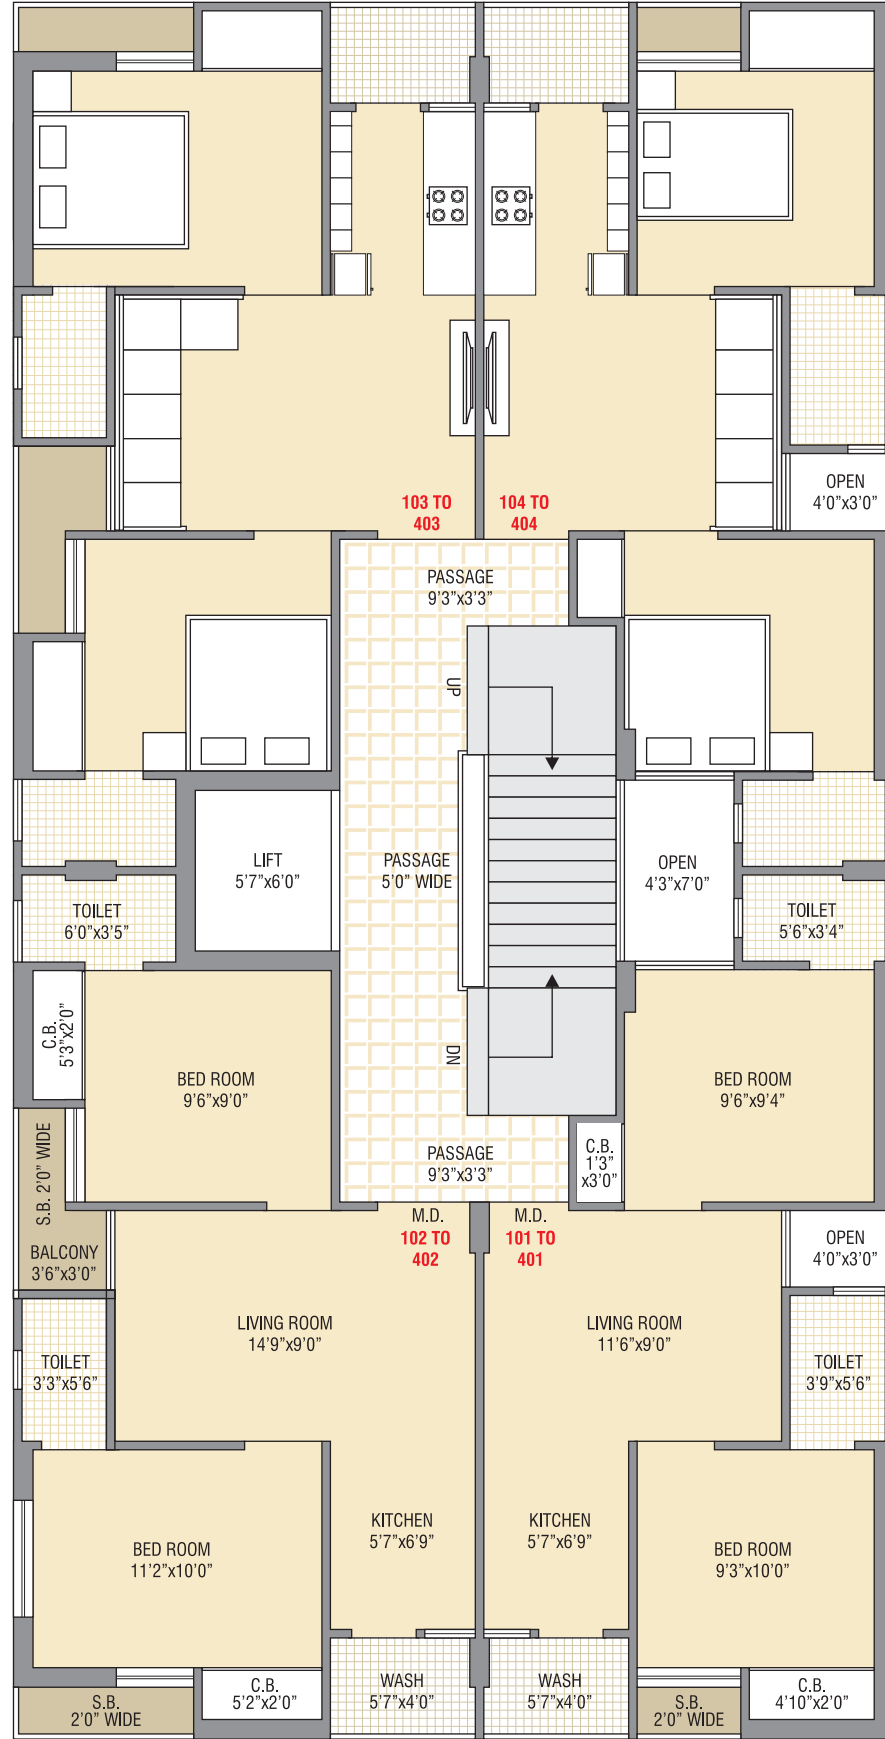 103 TO
403
104 TO
404
OPEN
4'0"x3'0"
PASSAGE
9'3"x3'3"
UP
LIFT
5'7"x6'0"
PASSAGE
5'0" WIDE
OPEN
4'3"x7'0"
TOILET
6'0"x3'5"
TOILET
5'6"x3'4"
C.B.
5'3"x2'0"
DN
BED ROOM
9'6"x9'0"
BED ROOM
9'6"x9'4"
S.B. 2'0" WIDE
PASSAGE
9'3"x3'3"
C.B.
1'3"
x3'0"
M.D.
102 TO
402
M.D.
101 TO
401
BALCONY
3'6"x3'0"
OPEN
4'0"x3'0"
LIVING ROOM
14'9"x9'0"
LIVING ROOM
11'6"x9'0"
TOILET
3'3"x5'6"
TOILET
3'9"x5'6"
KITCHEN
5'7"x6'9"
KITCHEN
5'7"x6'9"
BED ROOM
11'2"x10'0"
BED ROOM
9'3"x10'0"
S.B.
2'0" WIDE
C.B.
5'2"x2'0"
WASH
5'7"x4'0"
WASH
5'7"x4'0"
S.B.
2'0" WIDE
C.B.
4'10"x2'0"